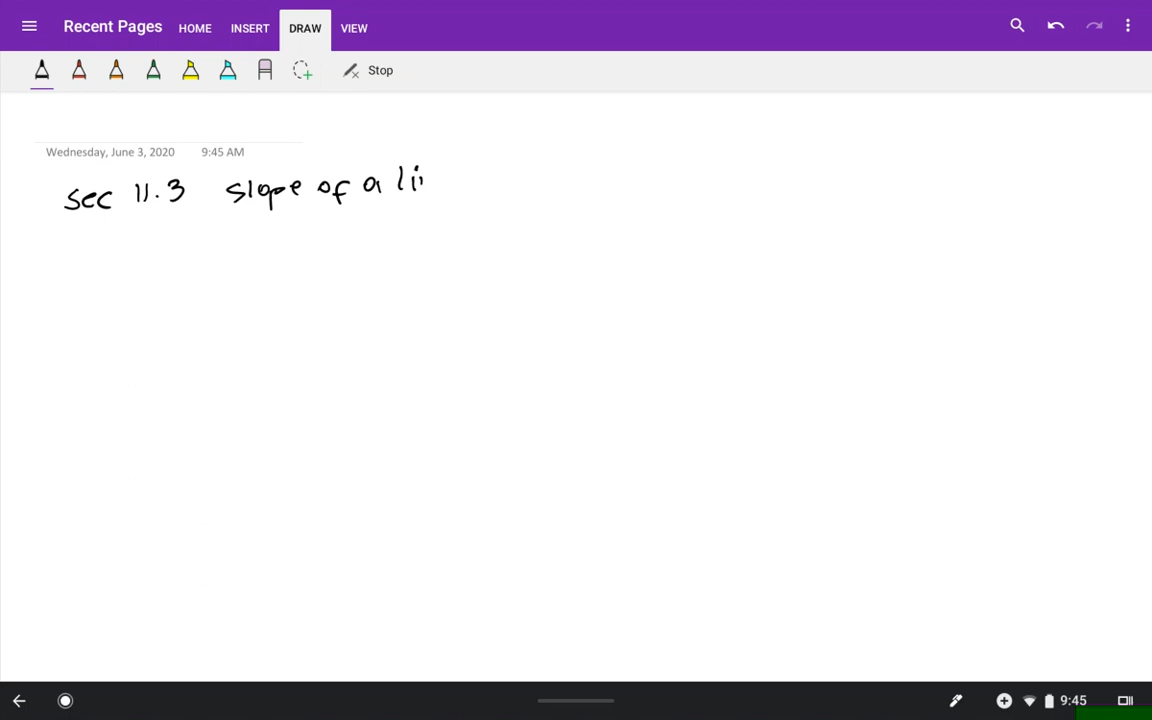 Recent Pages HOME INSERT DRAW VIEW
Stop
Wednesday, June 3, 2020 9:45 AM
sec 11.3 slope of a
9:45